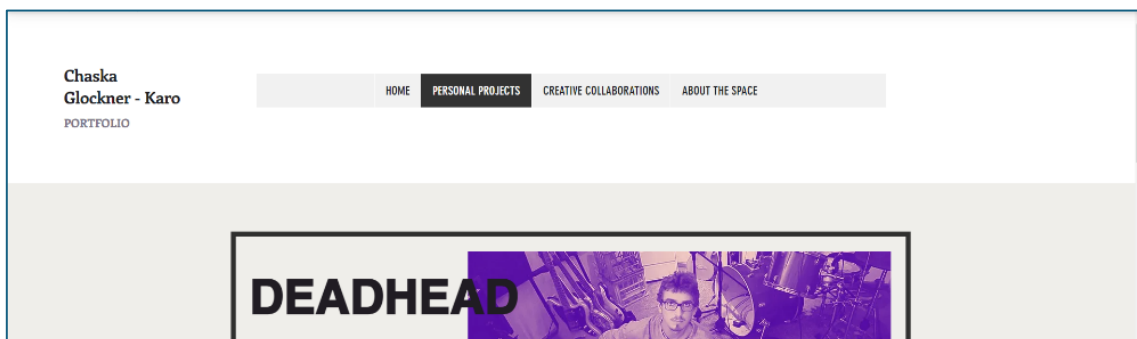 Chaska
Glockner - Karo
PORTFOLIO
HOME PERSONAL PROJECTS CREATIVE COLLABORATIONS ABOUT THE SPACE
DEADHEAD